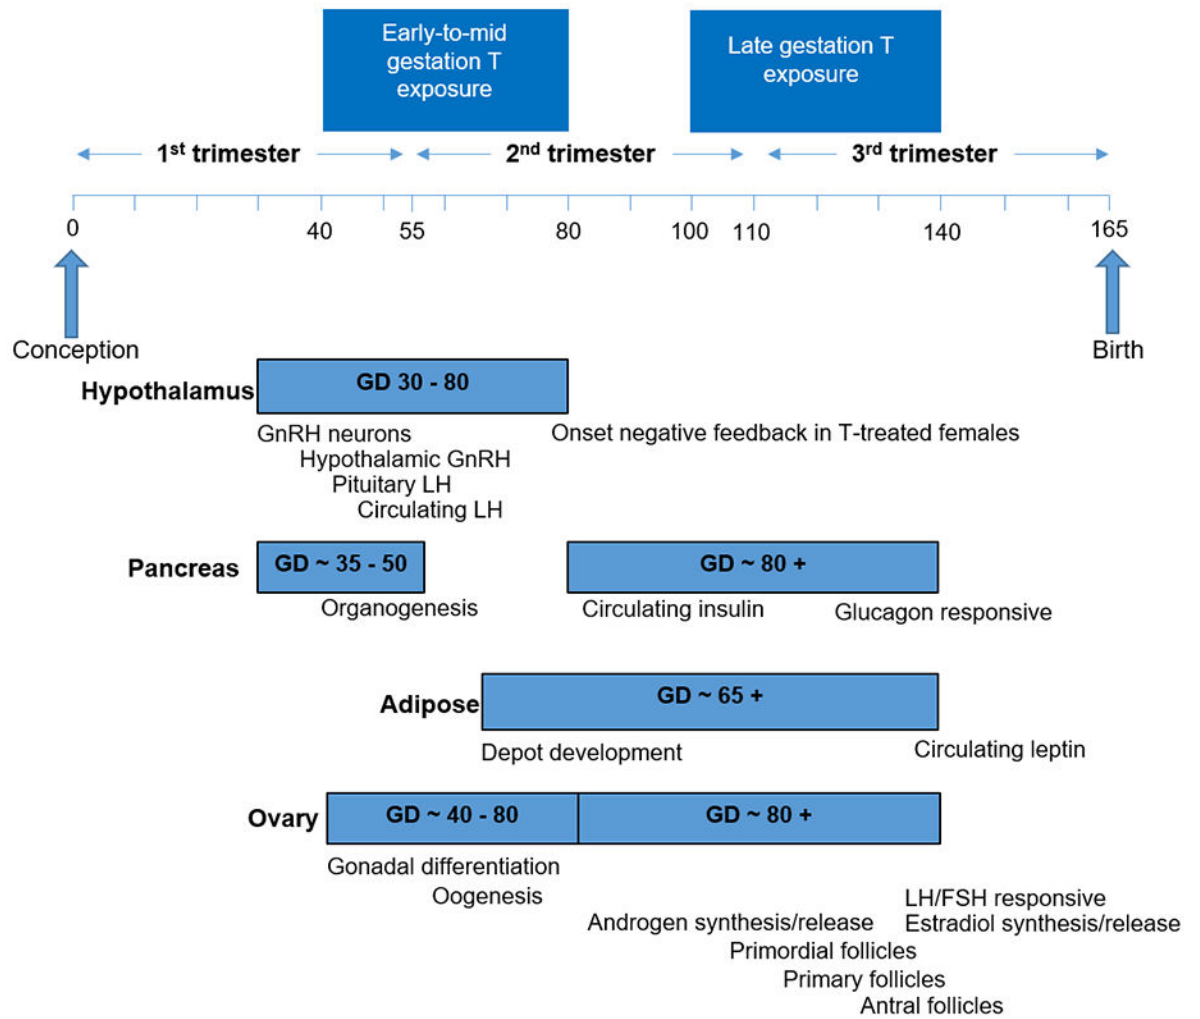 Early-to-mid
gestation T
exposure
Late gestation T
exposure
1st trimester
2nd trimester
3rd trimester
0
40
55
80
100
110
140
165
Conception
Birth
Hypothalamus
GD 30 - 80
GnRH neurons
Hypothalamic GnRH
Pituitary LH
Circulating LH
Onset negative feedback in T-treated females
Pancreas
GD ~ 35 - 50
Organogenesis
GD ~ 80 +
Circulating insulin
Glucagon responsive
Adipose
GD ~ 65 +
Depot development
Circulating leptin
Ovary
GD ~ 40 - 80
GD ~ 80 +
Gonadal differentiation
Oogenesis
Androgen synthesis/release
Primordial follicles
Primary follicles
Antral follicles
LH/FSH responsive
Estradiol synthesis/release